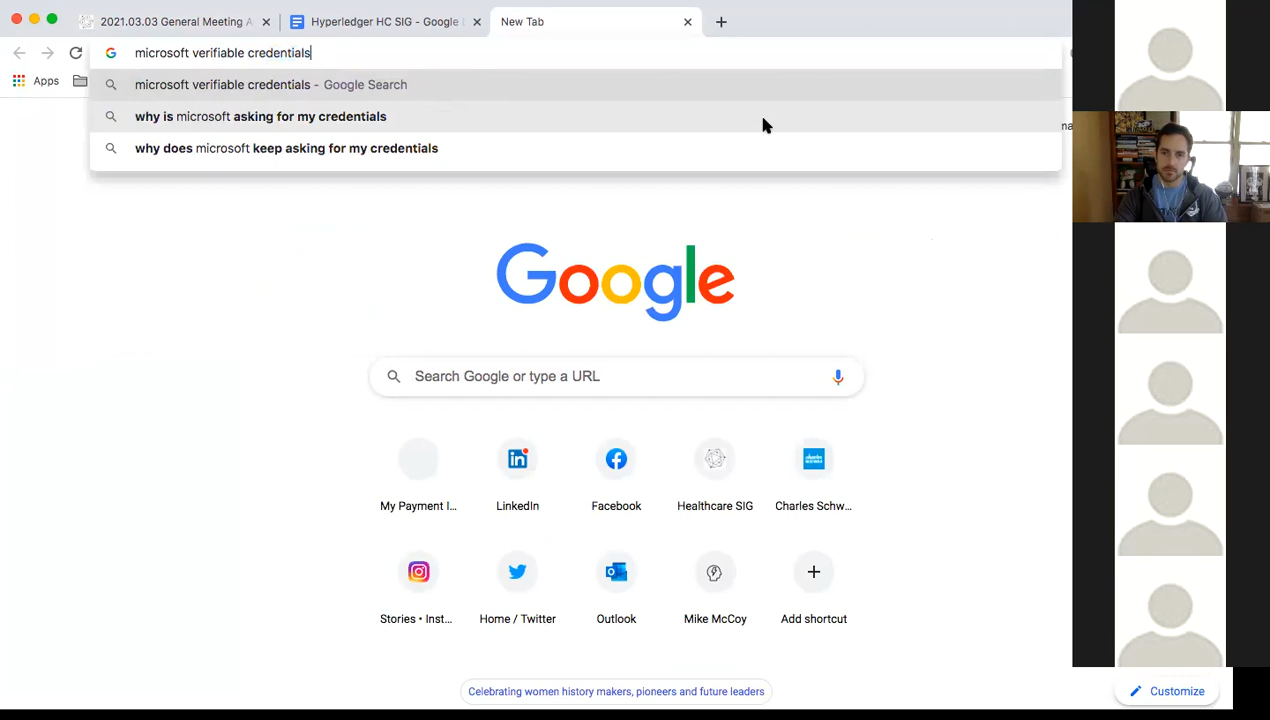 2021.03.03 General Meeting A
Hyperledger HC SIG - Google
New Tab
microsoft verifiable credentials
Apps
microsoft verifiable credentials - Google Search
why is microsoft asking for my credentials
why does microsoft keep asking for my credentials
Google
Search Google or type a URL
My Payment I...
LinkedIn
Facebook
Healthcare SIG
Charles Schw...
Stories • Inst...
Home / Twitter
Outlook
Mike McCoy
Add shortcut
Celebrating women history makers, pioneers and future leaders
Customize